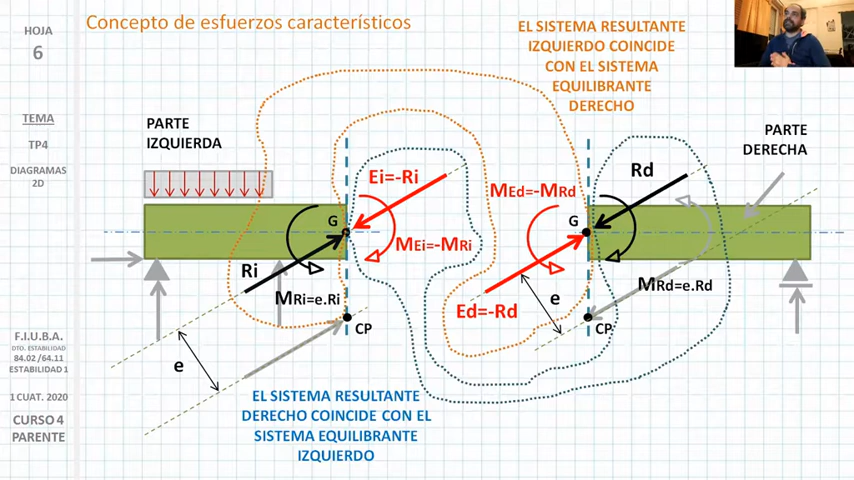 HOJA
6
Concepto de esfuerzos característicos
EL SISTEMA RESULTANTE
IZQUIERDO COINCIDE
CON EL SISTEMA
EQUILIBRANTE
DERECHO
TEMA
TP4
DIAGRAMAS
2D
PARTE
IZQUIERDA
PARTE
DERECHA
Ei=-Ri
MEd=-MRd
Rd
G
G
MEi=-MRi
Ri
MRi=e.Ri
Ed=-Rd
e
MRd=e.Rd
CP
CP
e
F.I.U.BA.
DTO. ESTABILIDAD
84.02 /64.11
ESTABILIDAD 1
1 CUAT. 2020
CURSO 4
PARENTE
EL SISTEMA RESULTANTE
DERECHO COINCIDE CON EL
SISTEMA EQUILIBRANTE
IZQUIERDO